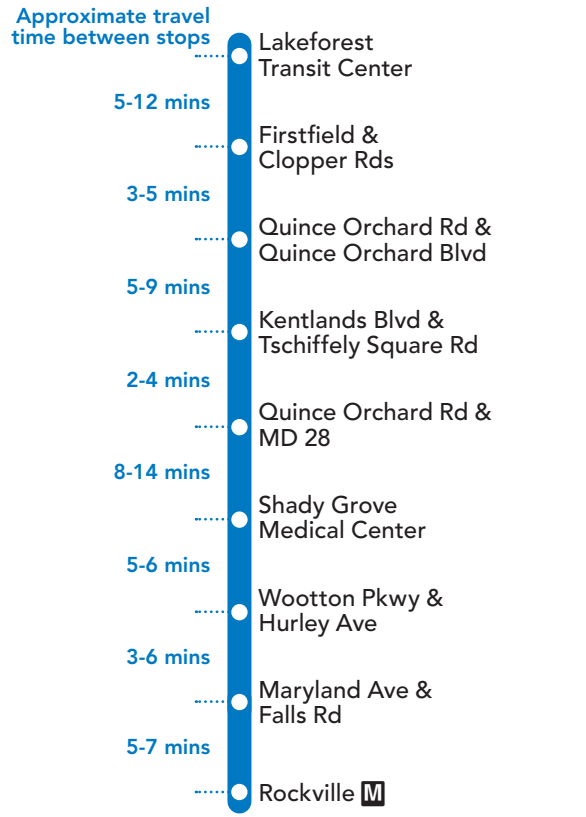 Approximate travel
time between stops
Lakeforest
Transit Center
5-12 mins
Firstfield &
Clopper Rds
3-5 mins
Quince Orchard Rd &
Quince Orchard Blvd
5-9 mins
Kentlands Blvd &
Tschiffely Square Rd
2-4 mins
Quince Orchard Rd &
MD 28
8-14 mins
Shady Grove
Medical Center
5-6 mins
Wootton Pkwy &
Hurley Ave
3-6 mins
Maryland Ave &
Falls Rd
5-7 mins
Rockville M